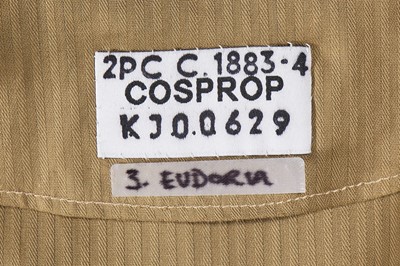 2PC C.1883-4
COSPROP
KJ0.0629
3. EUDORIA